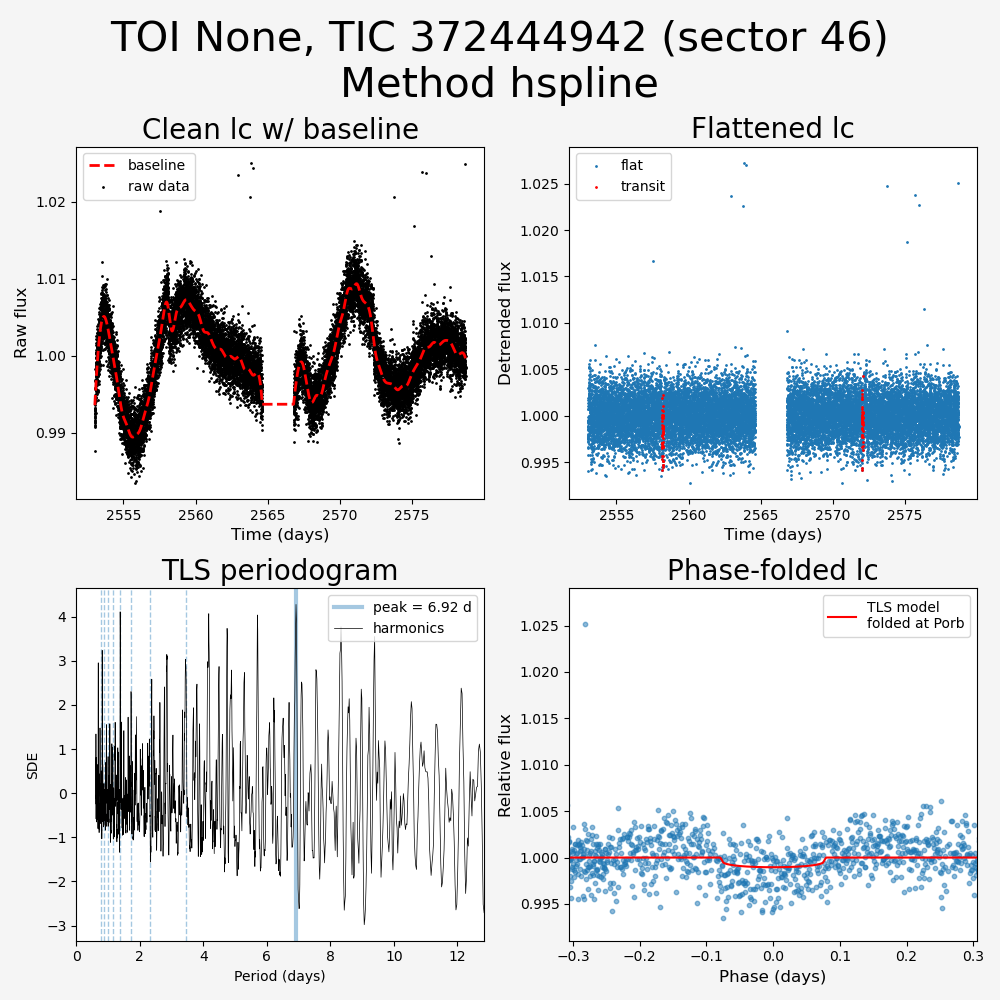 TOI None, TIC 372444942 (sector 46)
Method hspline
Clean lc w/ baseline
baseline
raw data
1.02
1.01
1.00
0.99
Raw flux
2555
2560
2565
2570
2575
Time (days)
Flattened lc
flat
transit
1.025
1.020
1.015
1.010
1.005
1.000
0.995
Detrended flux
2555
2560
2565
2570
2575
Time (days)
TLS periodogram
peak = 6.92 d
harmonics
4
3
2
1
0
−1
−2
−3
SDE
0
2
4
6
8
10
12
Period (days)
Phase-folded lc
TLS model
folded at Porb
1.025
1.020
1.015
1.010
1.005
1.000
0.995
Relative flux
−0.3
−0.2
−0.1
0.0
0.1
0.2
0.3
Phase (days)